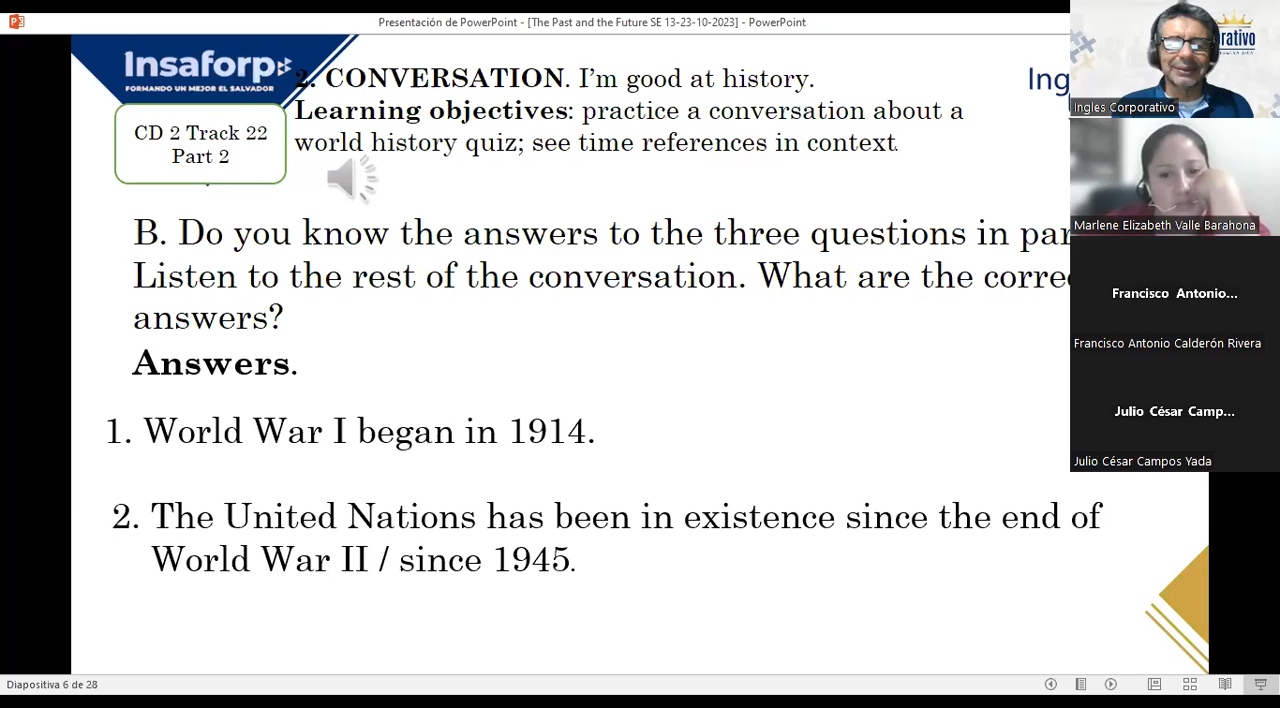 Presentación de PowerPoint - [The Past and the Future SE 13-23-10-2023] - PowerPoint
Insaforp
FORMANDO UN MEJOR EL SALVADOR
2. CONVERSATION. I'm good at history.
Learning objectives: practice a conversation about a
world history quiz; see time references in context.
CD 2 Track 22
Part 2
Ing
B. Do you know the answers to the three questions in par
Listen to the rest of the conversation. What are the corre
answers?
Answers.
1. World War I began in 1914.
2. The United Nations has been in existence since the end of
World War II / since 1945.
rativo
Ingles Corporativo
Marlene Elizabeth Valle Barahona
Francisco Antonio...
Francisco Antonio Calderón Rivera
Julio César Camp...
Julio César Campos Yada
Diapositiva 6 de 28